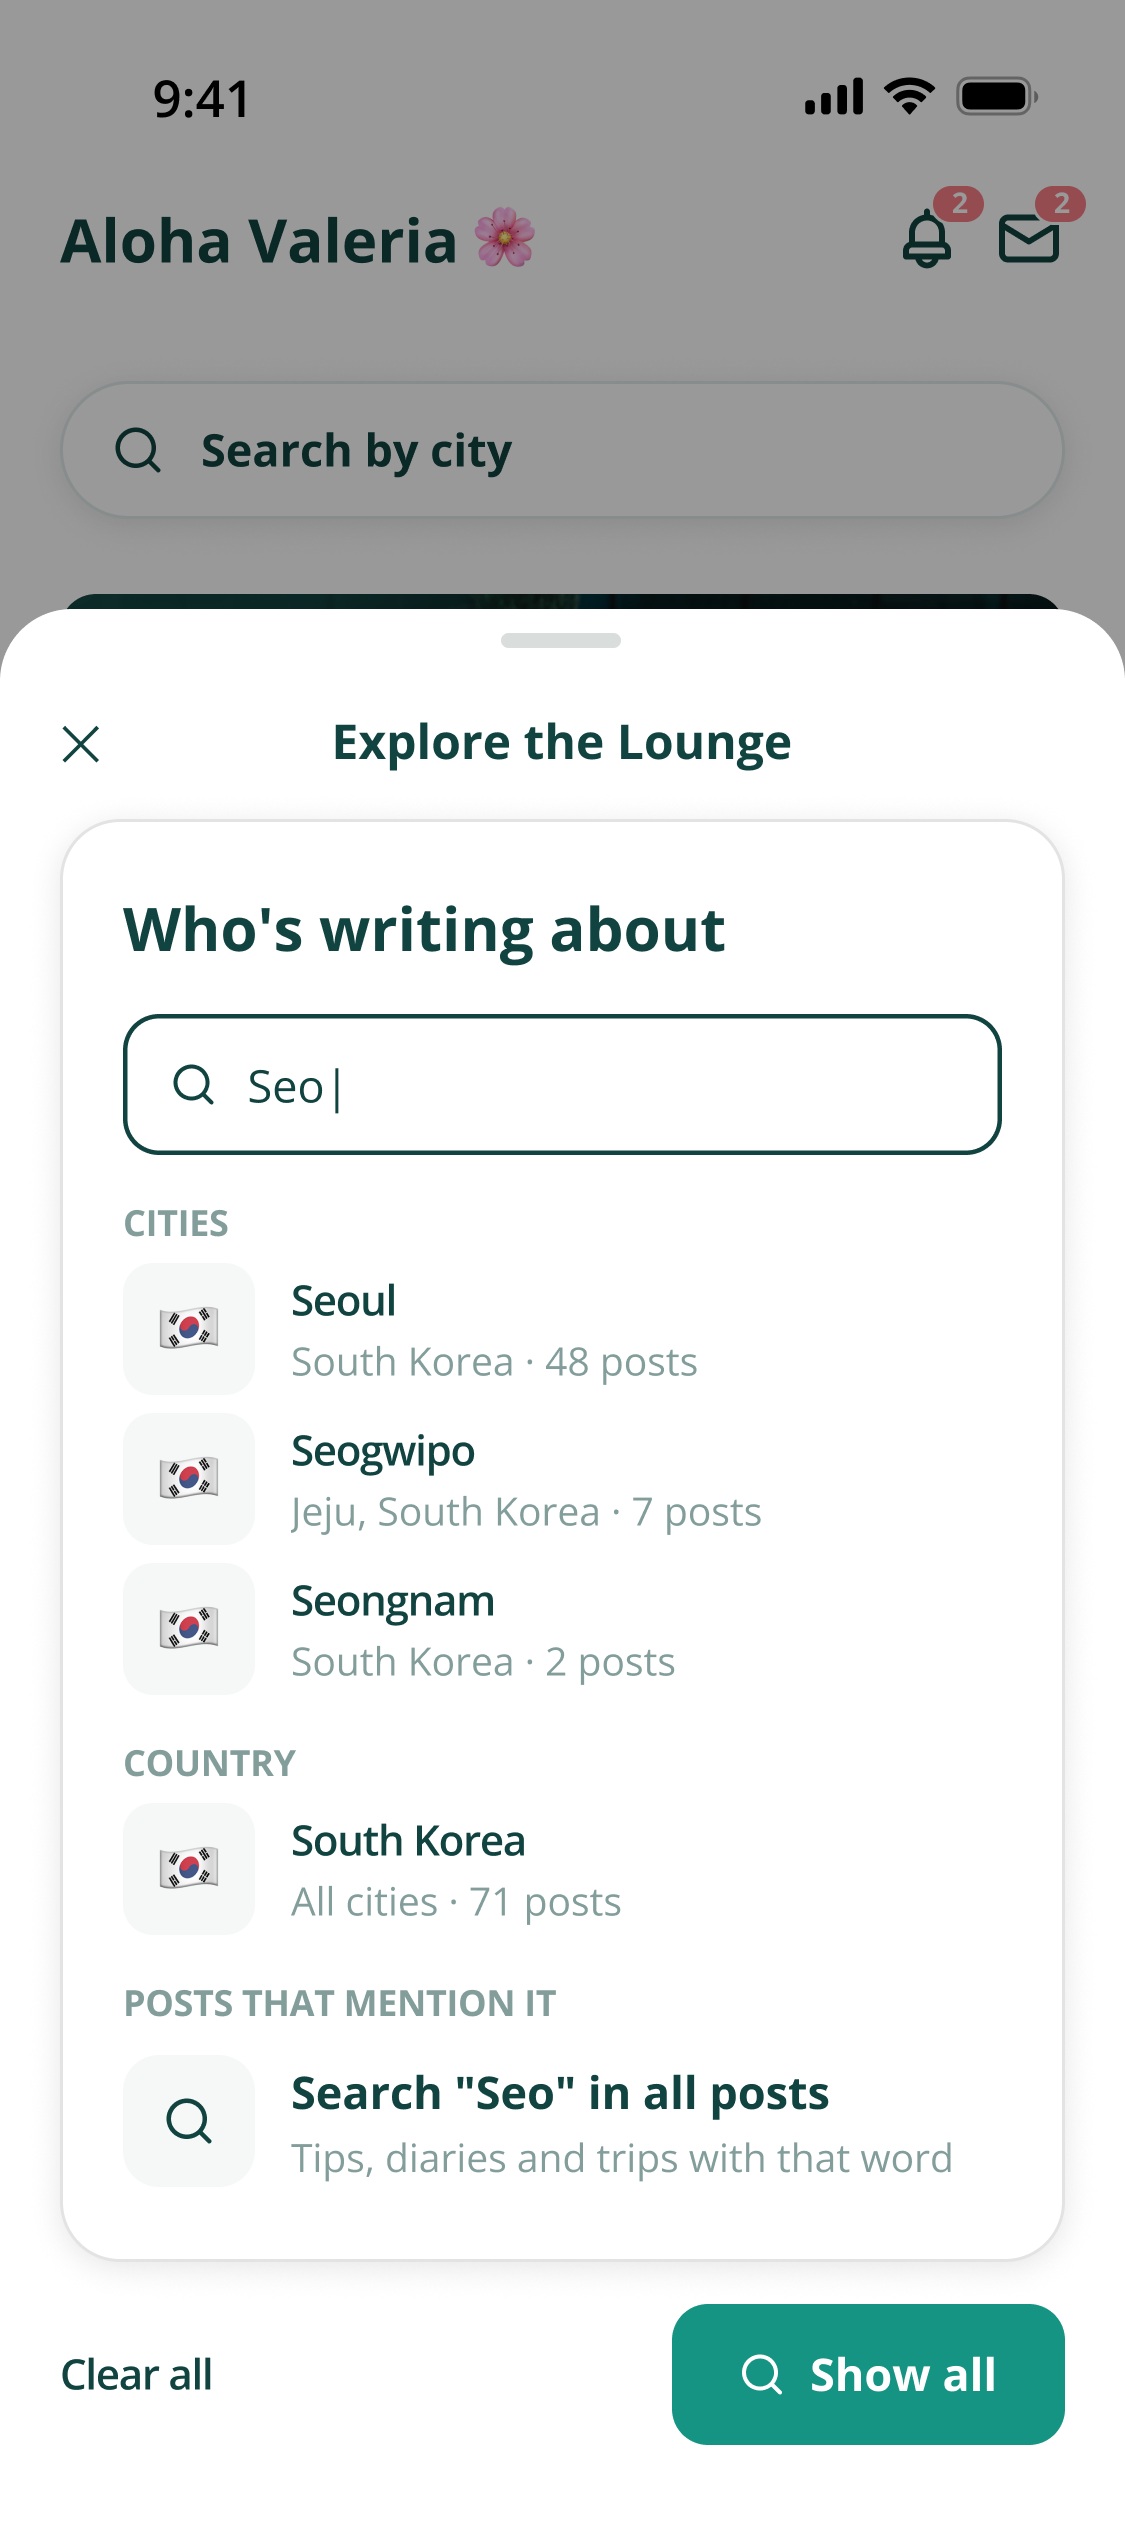 9:41
Aloha Valeria 🌸
2
2
Search by city
Explore the Lounge
Who's writing about
Seo
CITIES
Seoul
South Korea · 48 posts
Seogwipo
Jeju, South Korea · 7 posts
Seongnam
South Korea · 2 posts
COUNTRY
South Korea
All cities · 71 posts
POSTS THAT MENTION IT
Search "Seo" in all posts
Tips, diaries and trips with that word
Clear all
Show all